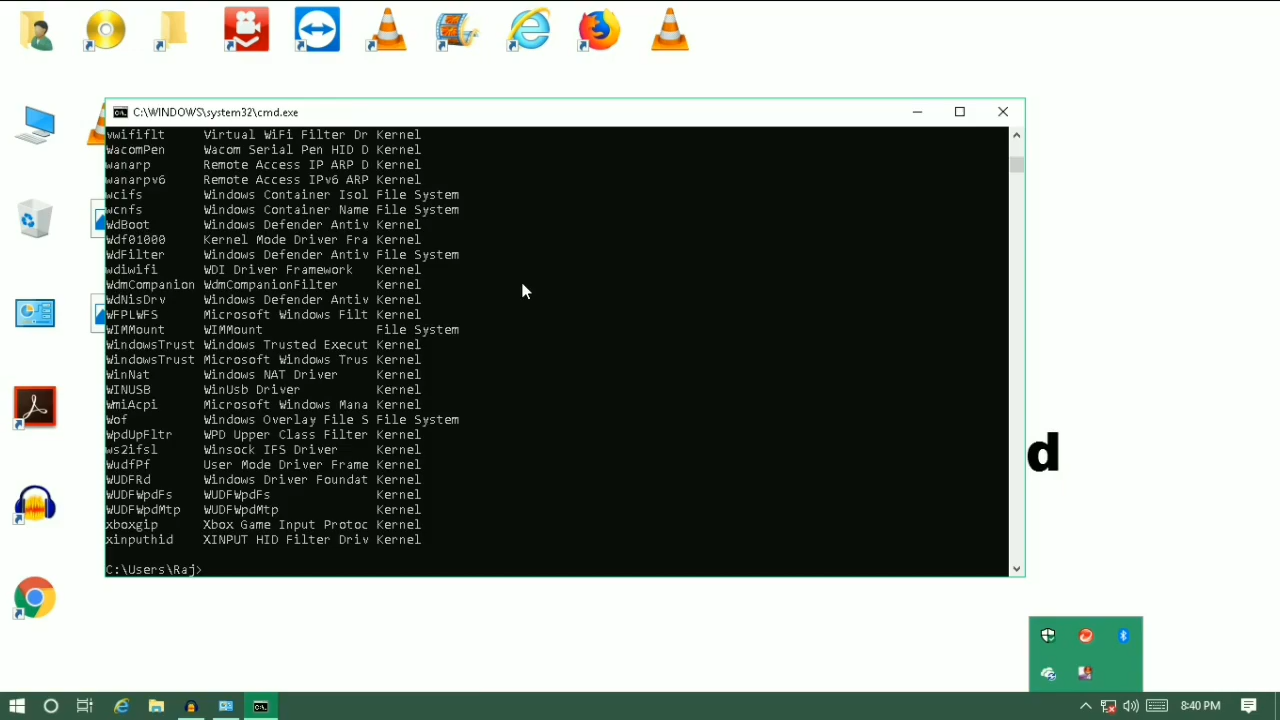 C:\WINDOWS\system32\cmd.exe
vwififlt Virtual WiFi Filter Dr Kernel
WacomPen Wacom Serial Pen HID D Kernel
wanarp Remote Access IP ARP D Kernel
wanarpv6 Remote Access IPv6 ARP Kernel
wcifs Windows Container Isol File System
wcnfs Windows Container Name File System
WdBoot Windows Defender Antiv Kernel
Wdf01000 Kernel Mode Driver Fra Kernel
WdFilter Windows Defender Antiv File System
wdiwifi WDI Driver Framework Kernel
WdmCompanion WdmCompanionFilter Kernel
WdNisDrv Windows Defender Antiv Kernel
WFPLWFS Microsoft Windows Filt Kernel
WIMMount WIMMount File System
WindowsTrust Windows Trusted Execut Kernel
WindowsTrust Microsoft Windows Trus Kernel
WinNat Windows NAT Driver Kernel
WINUSB WinUsb Driver Kernel
WmiAcpi Microsoft Windows Mana Kernel
Wof Windows Overlay File S File System
WpdUpFltr WPD Upper Class Filter Kernel
ws2ifsl Winsock IFS Driver Kernel
WudfPf User Mode Driver Frame Kernel
WUDFRd Windows Driver Foundat Kernel
WUDFWpdFs WUDFWpdFs Kernel
WUDFWpdMtp WUDFWpdMtp Kernel
xboxgip Xbox Game Input Protoc Kernel
xinputhid XINPUT HID Filter Driv Kernel
C:\Users\Raj>
d
8:40 PM